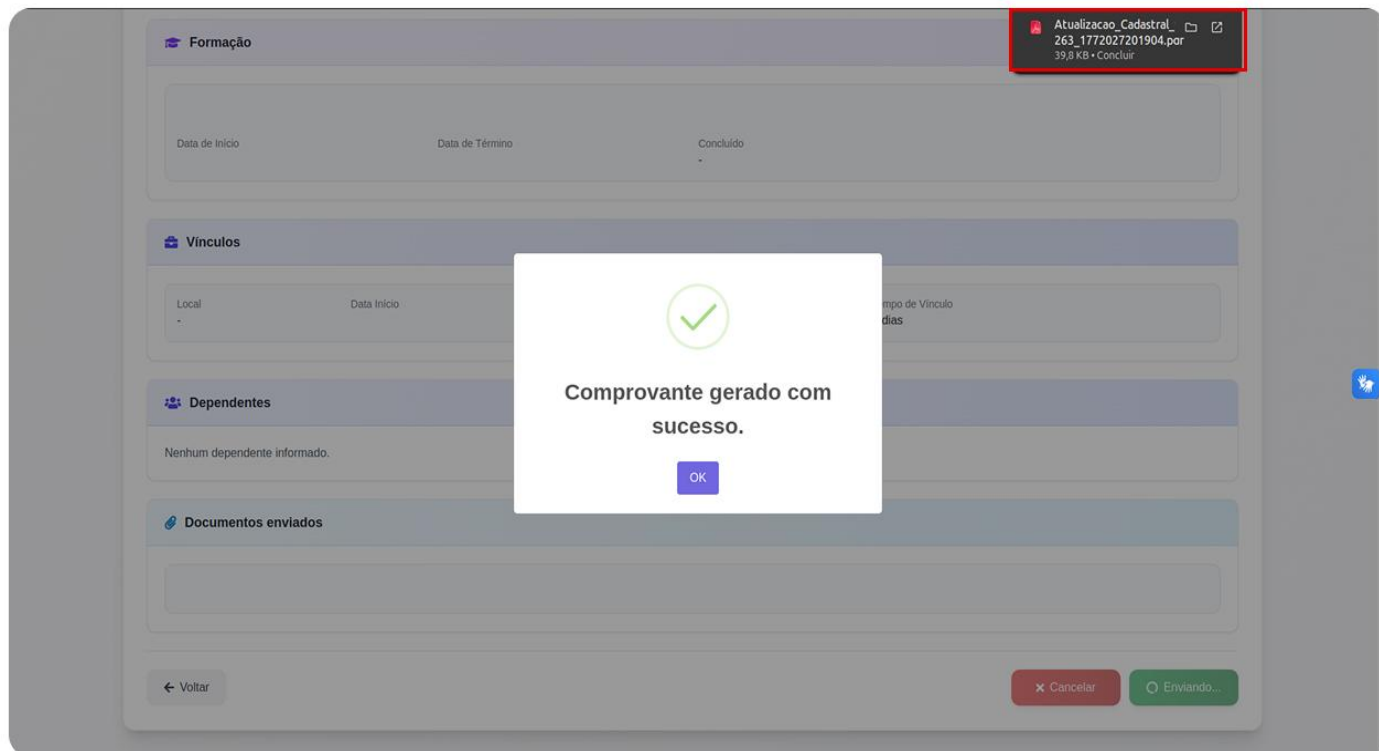 Formação
Atualizacao_Cadastral_
263_1772027201904.pdf
39,8 KB • Concluir
Data de Início Data de Término Concluído
-
Vínculos
Local Data Início mpo de Vínculo
- dias
Comprovante gerado com
sucesso.
OK
Dependentes
Nenhum dependente informado.
Documentos enviados
Voltar
Cancelar Enviando...